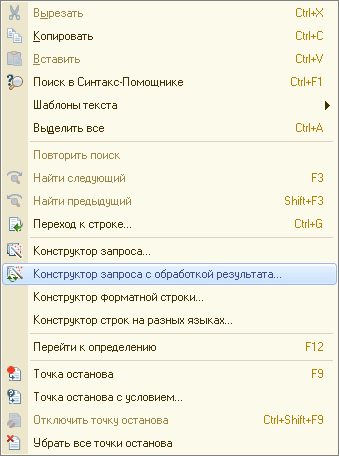 Вырезать Ctrl+X
Копировать Ctrl+C
Вставить Ctrl+V
Поиск в Синтакс-Помощнике Ctrl+F1
Шаблоны текста
Выделить все Ctrl+A
Повторить поиск
Найти следующий F3
Найти предыдущий Shift+F3
Переход к строке... Ctrl+G
Конструктор запроса...
Конструктор запроса с обработкой результата...
Конструктор форматной строки...
Конструктор строк на разных языках...
Перейти к определению F12
Точка останова F9
Точка останова с условием...
Отключить точку останова Ctrl+Shift+F9
Убрать все точки останова